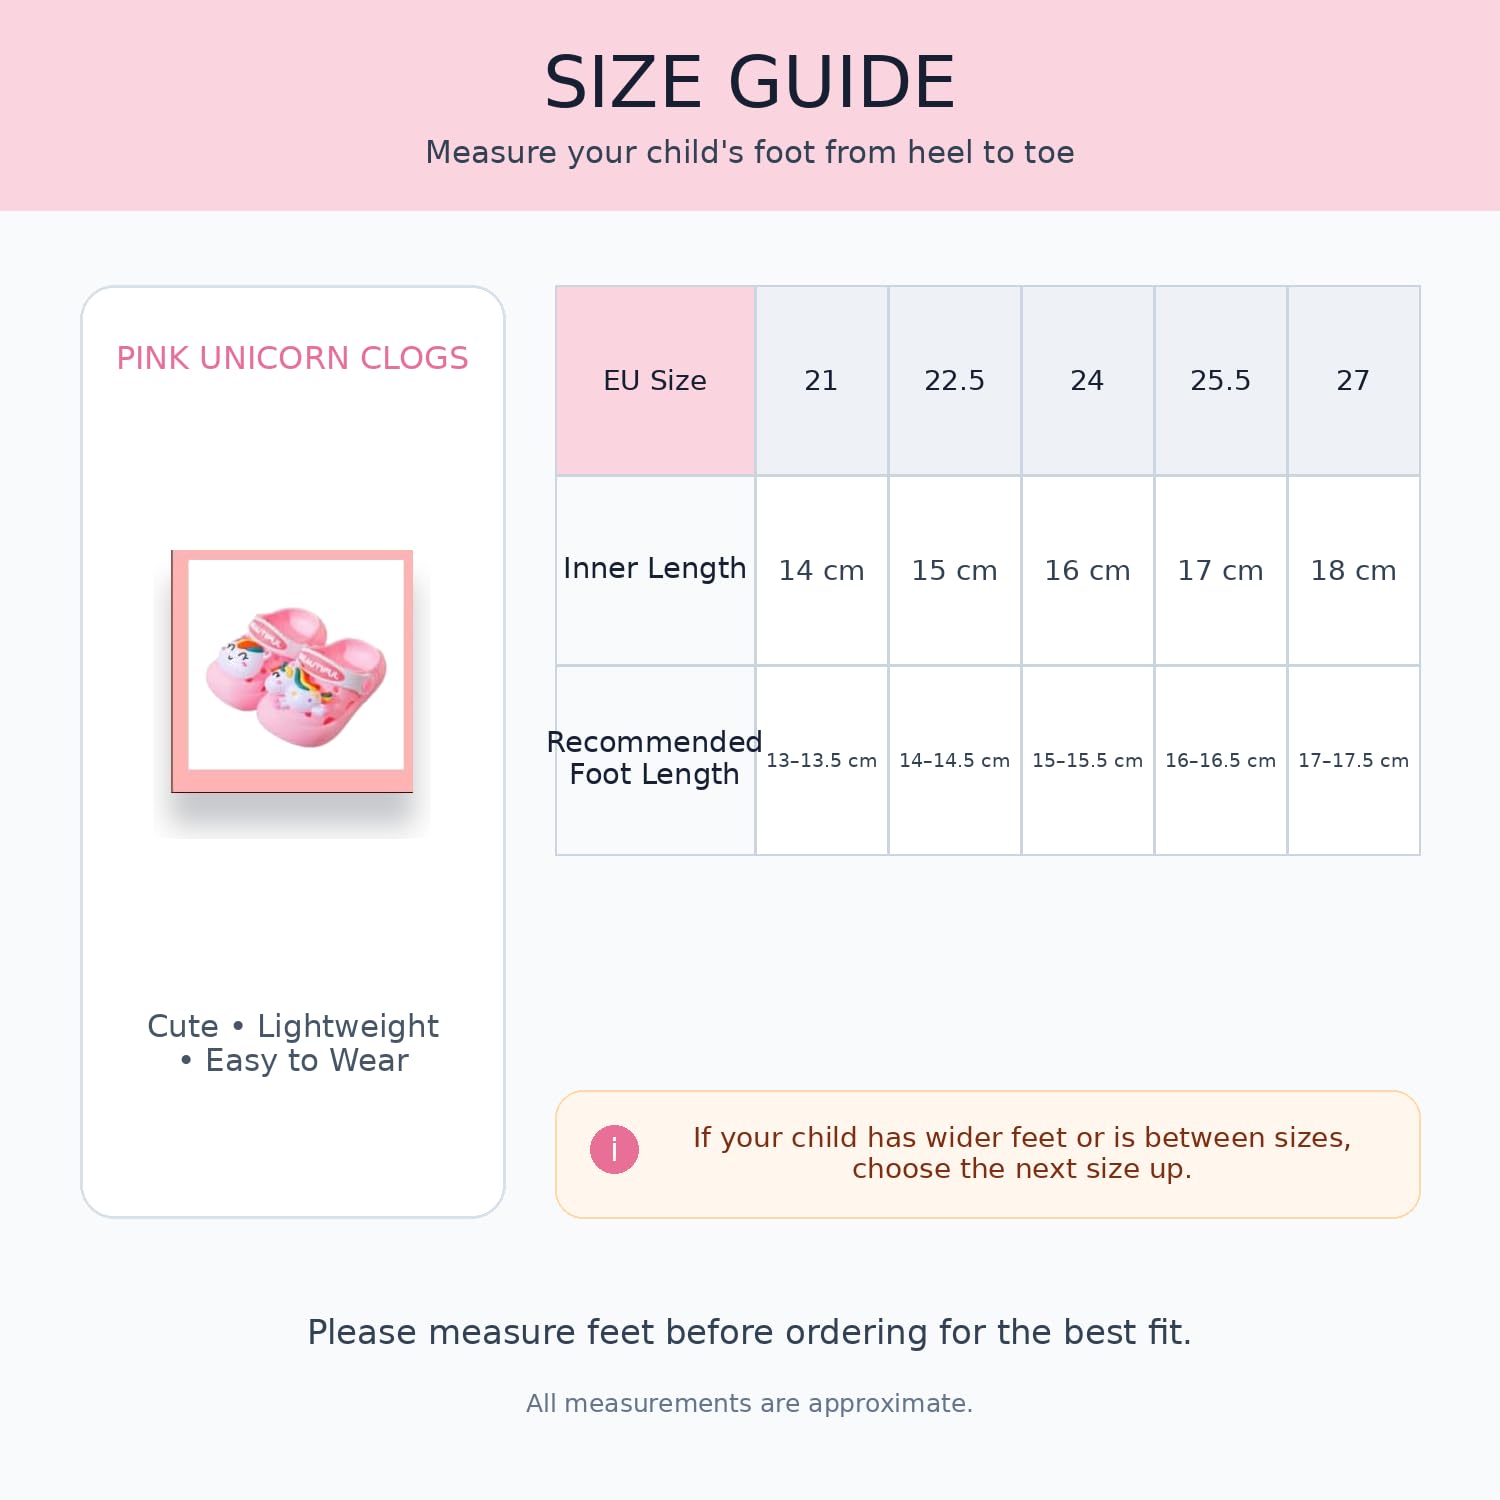 SIZE GUIDE
Measure your child's foot from heel to toe
PINK UNICORN CLOGS
BEAUTIFUL
Cute • Lightweight
• Easy to Wear
EU Size 21 22.5 24 25.5 27
Inner Length 14 cm 15 cm 16 cm 17 cm 18 cm
Recommended
Foot Length 13–13.5 cm 14–14.5 cm 15–15.5 cm 16–16.5 cm 17–17.5 cm
i
If your child has wider feet or is between sizes,
choose the next size up.
Please measure feet before ordering for the best fit.
All measurements are approximate.